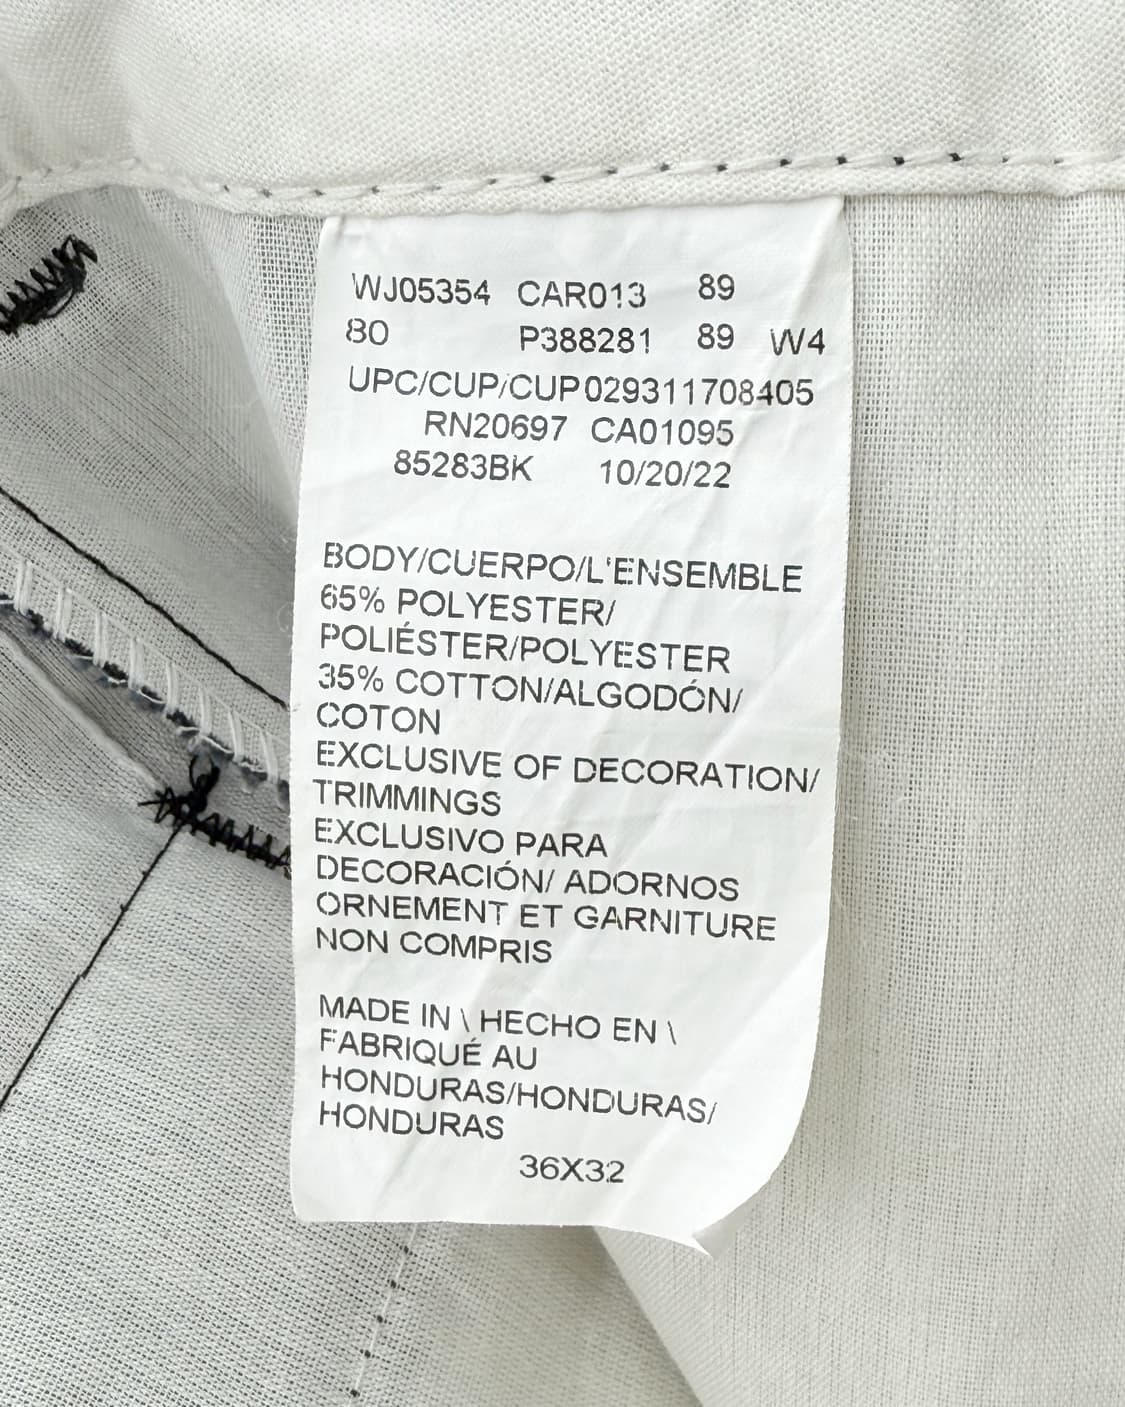 WJ05354 CAR013 89
80 P388281 89 W4
UPC/CUP/CUP029311708405
RN20697 CA01095
85283BK 10/20/22
BODY/CUERPO/L'ENSEMBLE
65% POLYESTER/
POLIÉSTER/POLYESTER
35% COTTON/ALGODÓN/
COTON
EXCLUSIVE OF DECORATION/
TRIMMINGS
EXCLUSIVO PARA
DECORACIÓN/ ADORNOS
ORNEMENT ET GARNITURE
NON COMPRIS
MADE IN \ HECHO EN \
FABRIQUÉ AU
HONDURAS/HONDURAS/
HONDURAS
36X32